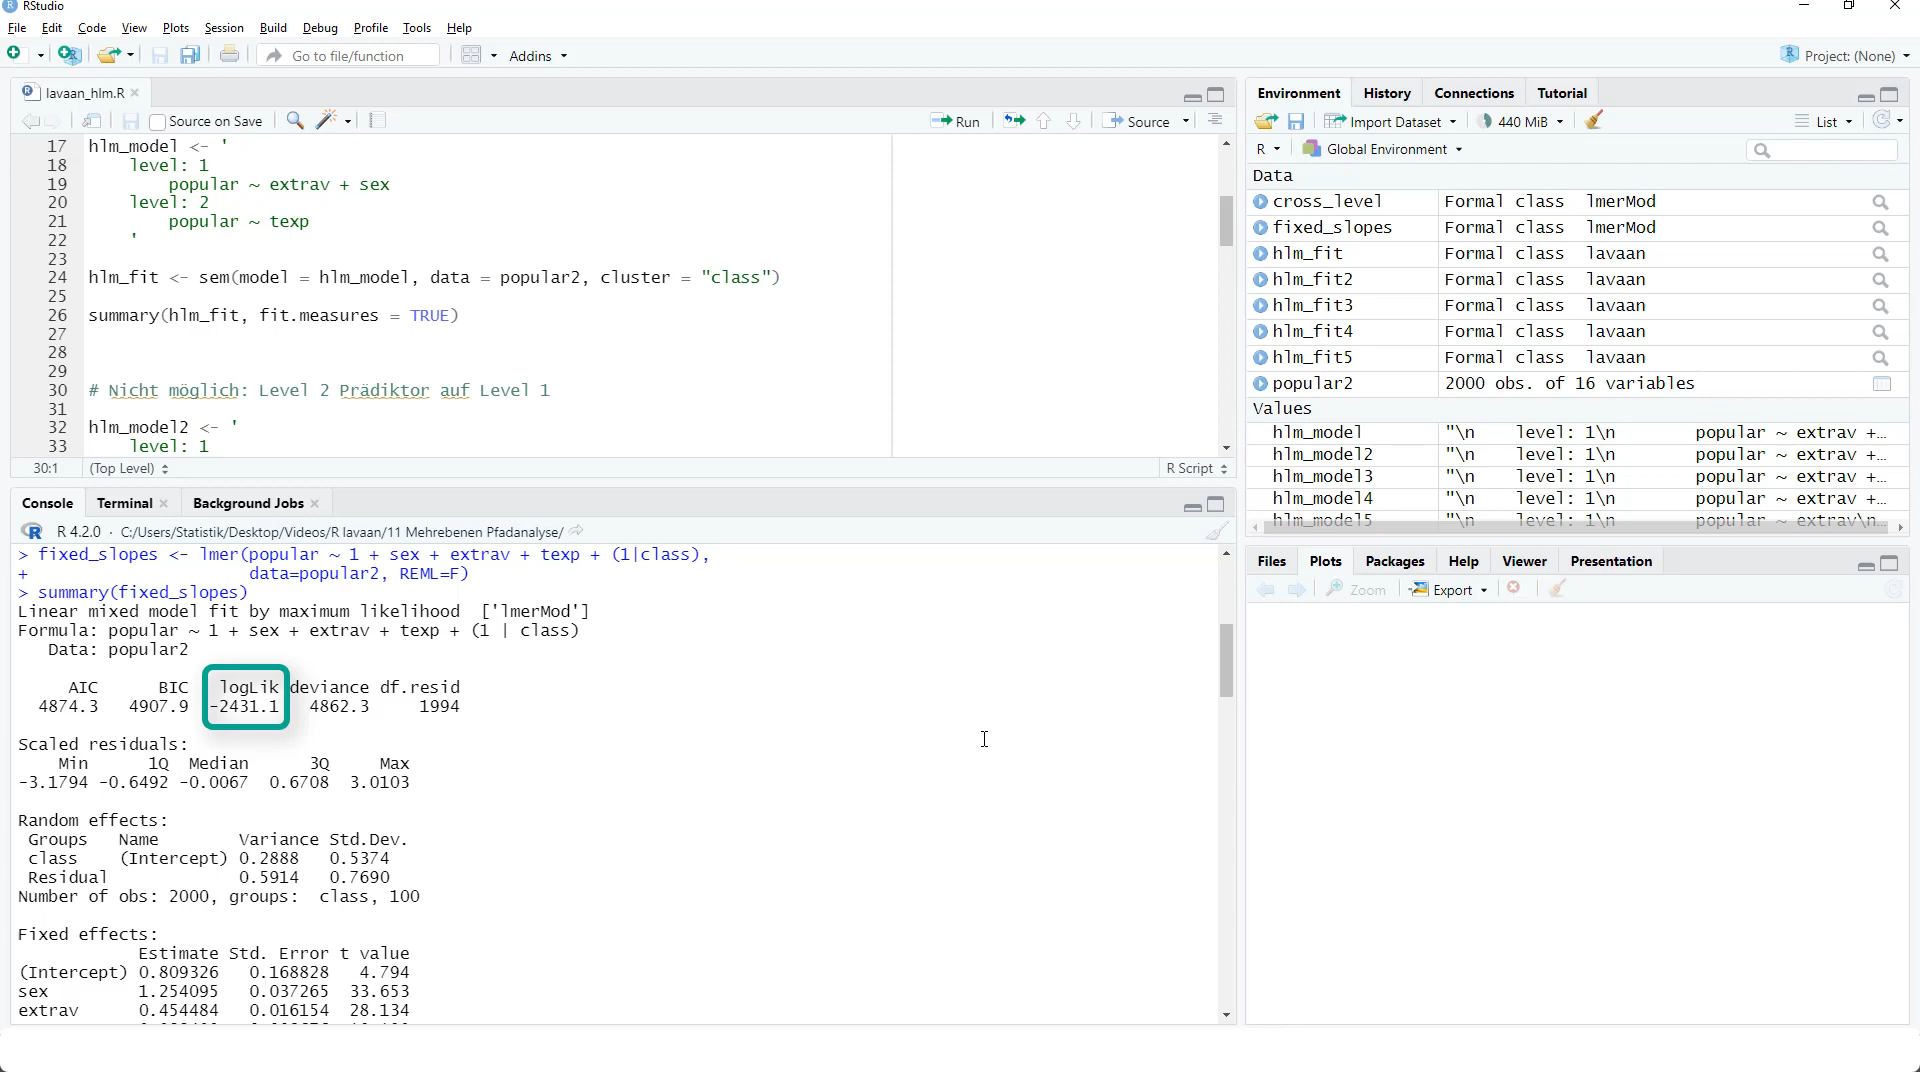 RStudio
File Edit Code View Plots Session Build Debug Profile Tools Help
Go to file/function Addins Project: (None)
lavaan_hlm.R
Source on Save Run Source
17 hlm_model <- '
18 level: 1
19 popular ~ extrav + sex
20 level: 2
21 popular ~ texp
22 '
23
24 hlm_fit <- sem(model = hlm_model, data = popular2, cluster = "class")
25
26 summary(hlm_fit, fit.measures = TRUE)
27
28
29
30 # Nicht möglich: Level 2 Prädiktor auf Level 1
31
32 hlm_model2 <- '
33 level: 1
30:1 (Top Level) R Script
Console Terminal Background Jobs
R 4.2.0 · C:/Users/Statistik/Desktop/Videos/R lavaan/11 Mehrebenen Pfadanalyse/
> fixed_slopes <- lmer(popular ~ 1 + sex + extrav + texp + (1|class),
+ data=popular2, REML=F)
> summary(fixed_slopes)
Linear mixed model fit by maximum likelihood ['lmerMod']
Formula: popular ~ 1 + sex + extrav + texp + (1 | class)
Data: popular2
AIC BIC logLik deviance df.resid
4874.3 4907.9 -2431.1 4862.3 1994
Scaled residuals:
Min 1Q Median 3Q Max
-3.1794 -0.6492 -0.0067 0.6708 3.0103
Random effects:
Groups Name Variance Std.Dev.
class (Intercept) 0.2888 0.5374
Residual 0.5914 0.7690
Number of obs: 2000, groups: class, 100
Fixed effects:
Estimate Std. Error t value
(Intercept) 0.809326 0.168828 4.794
sex 1.254095 0.037265 33.653
extrav 0.454484 0.016154 28.134
Environment History Connections Tutorial
Import Dataset 440 MiB List
R Global Environment
Data
cross_level Formal class lmerMod
fixed_slopes Formal class lmerMod
hlm_fit Formal class lavaan
hlm_fit2 Formal class lavaan
hlm_fit3 Formal class lavaan
hlm_fit4 Formal class lavaan
hlm_fit5 Formal class lavaan
popular2 2000 obs. of 16 variables
Values
hlm_model "\n level: 1\n popular ~ extrav +…
hlm_model2 "\n level: 1\n popular ~ extrav +…
hlm_model3 "\n level: 1\n popular ~ extrav +…
hlm_model4 "\n level: 1\n popular ~ extrav +…
hlm_model5 "\n level: 1\n popular ~ extrav\n…
Files Plots Packages Help Viewer Presentation
Zoom Export